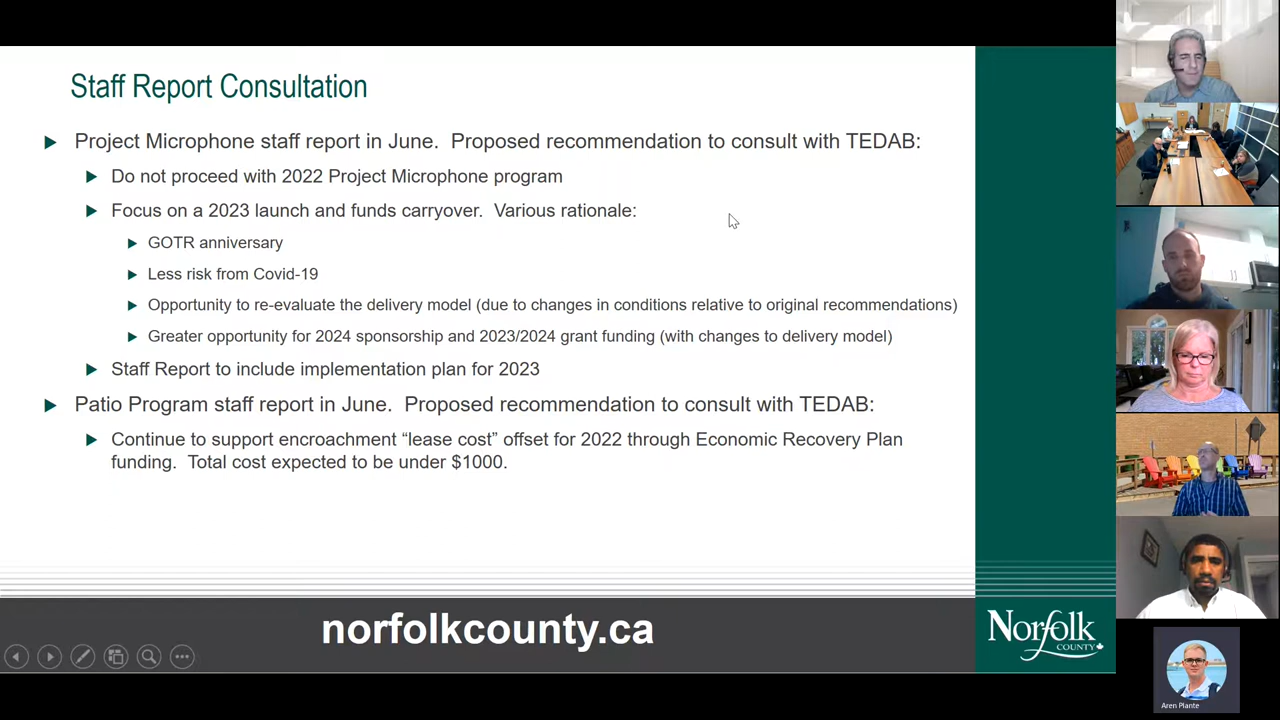 Staff Report Consultation
Project Microphone staff report in June.  Proposed recommendation to consult with TEDAB:
Do not proceed with 2022 Project Microphone program
Focus on a 2023 launch and funds carryover.  Various rationale:
GOTR anniversary
Less risk from Covid-19
Opportunity to re-evaluate the delivery model (due to changes in conditions relative to original recommendations)
Greater opportunity for 2024 sponsorship and 2023/2024 grant funding (with changes to delivery model)
Staff Report to include implementation plan for 2023
Patio Program staff report in June.  Proposed recommendation to consult with TEDAB:
Continue to support encroachment “lease cost” offset for 2022 through Economic Recovery Plan
funding.  Total cost expected to be under $1000.
norfolkcounty.ca
Norfolk
COUNTY
Aren Plante